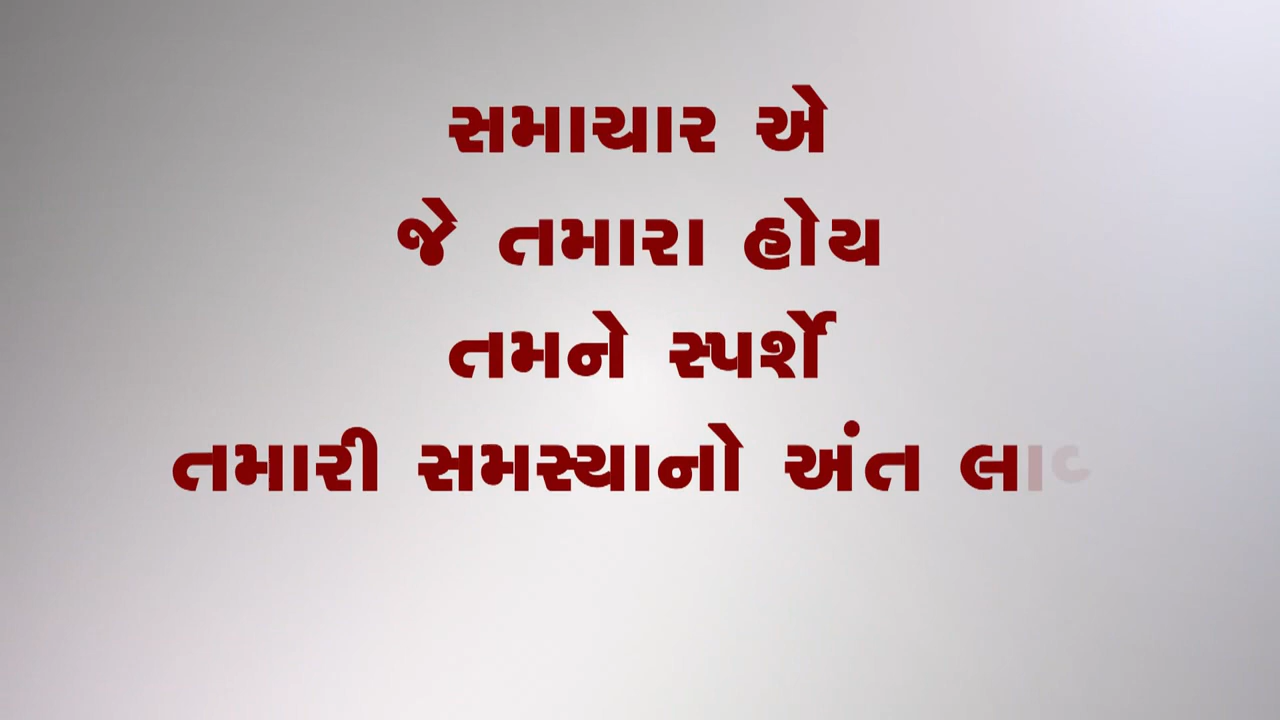 સમાચાર એ
જે તમારા હોય
તમને સ્પર્શે
તમારી સમસ્યાનો અંત